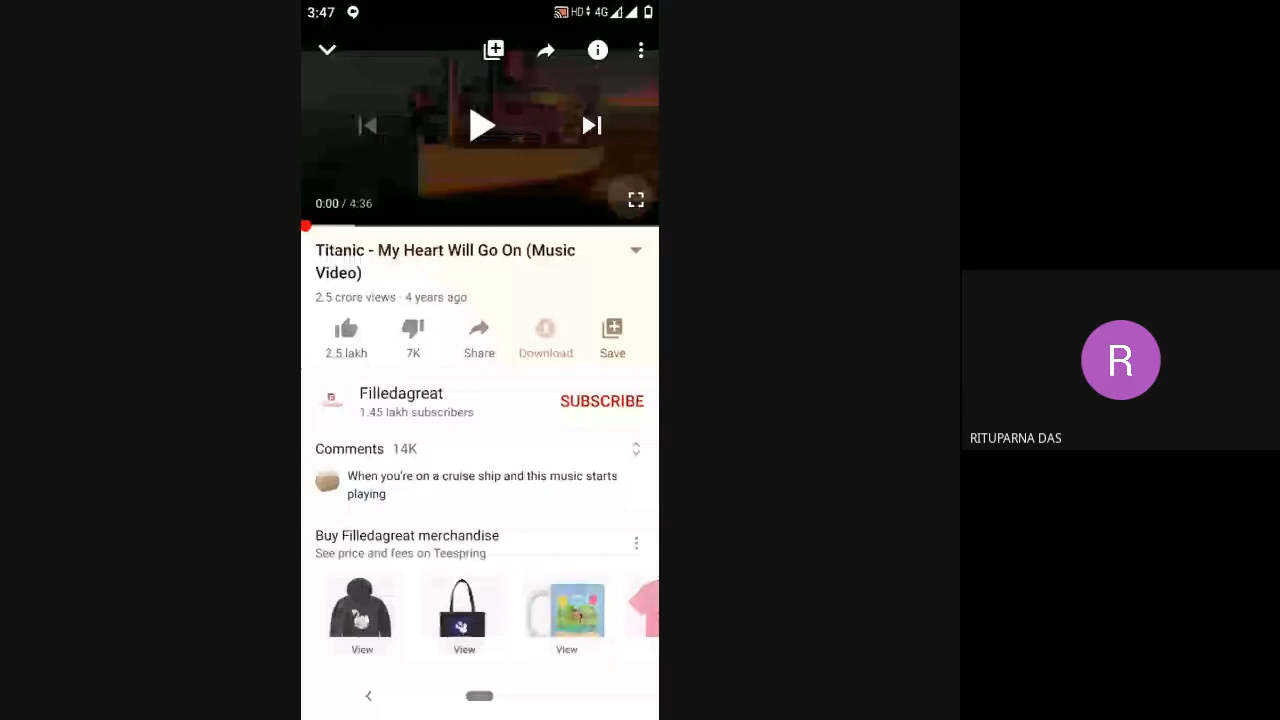 3:47
HD 4G
0:00 / 4:36
Titanic - My Heart Will Go On (Music
Video)
2.5 crore views · 4 years ago
2.5 lakh 7K Share Download Save
Filledagreat
1.45 lakh subscribers
SUBSCRIBE
Comments 14K
When you're on a cruise ship and this music starts
playing
Buy Filledagreat merchandise
See price and fees on Teespring
View View View
R
RITUPARNA DAS